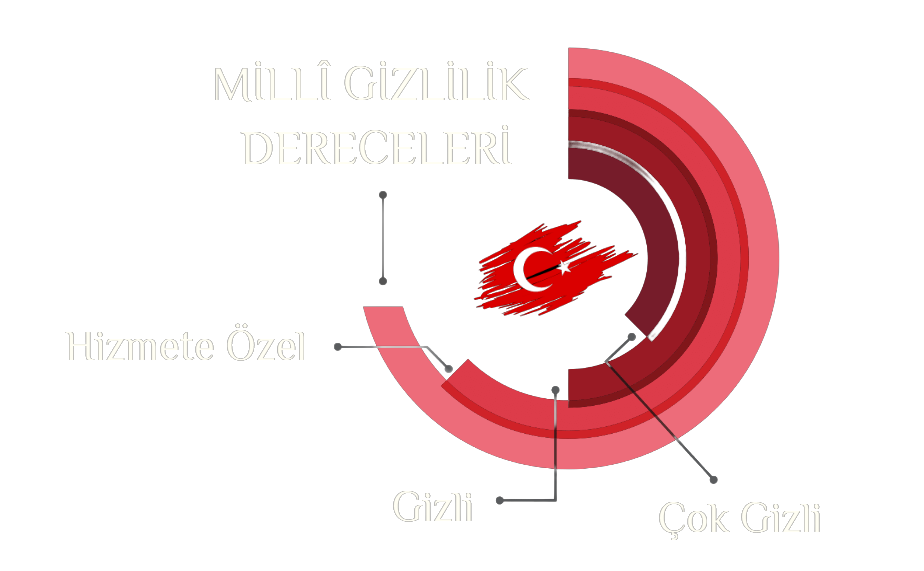 MİLLÎ GİZLİLİK
DERECELERİ
Hizmete Özel
Gizli
Çok Gizli